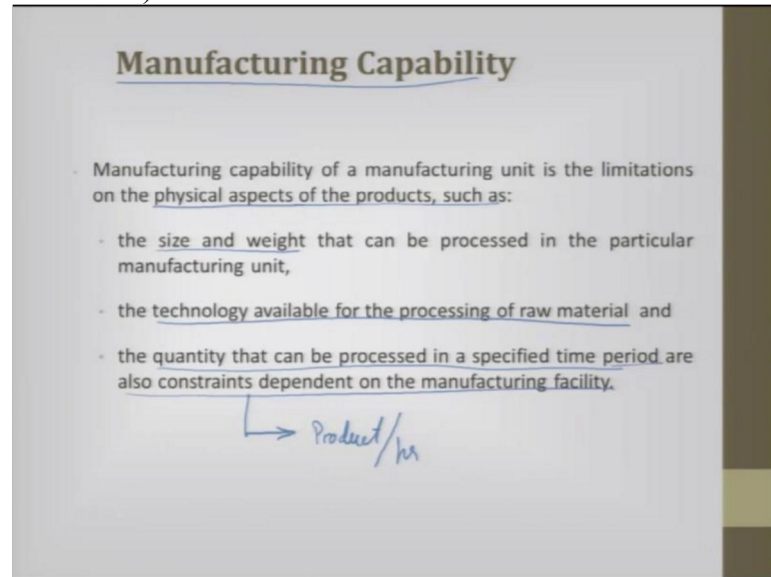 Manufacturing Capability
Manufacturing capability of a manufacturing unit is the limitations
on the physical aspects of the products, such as:
• the size and weight that can be processed in the particular
manufacturing unit,
• the technology available for the processing of raw material and
• the quantity that can be processed in a specified time period are
also constraints dependent on the manufacturing facility.
→ Product/hr